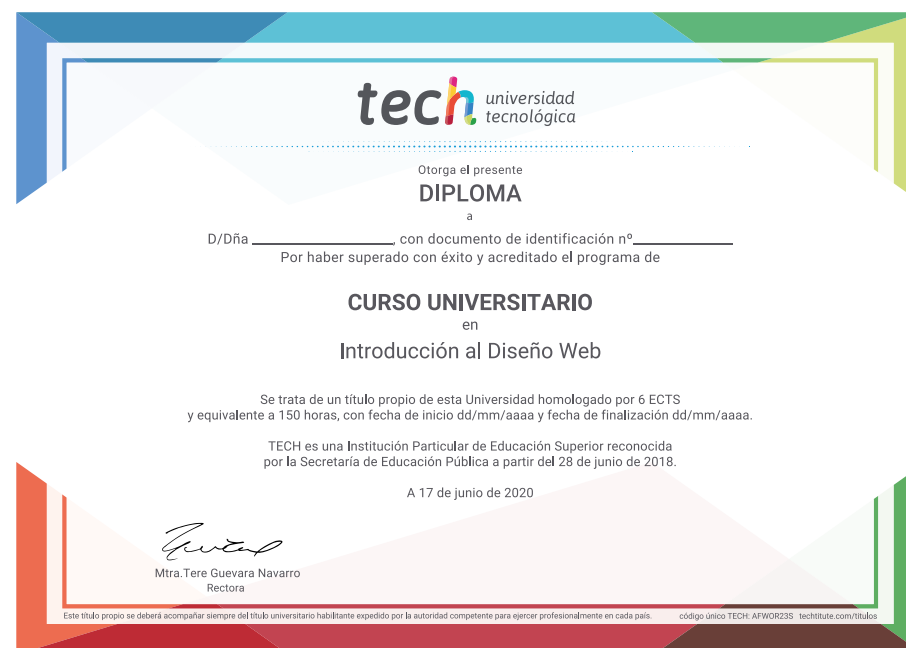 tech universidad
tecnológica
Otorga el presente
DIPLOMA
a
D/Dña ____________________, con documento de identificación nº______________
Por haber superado con éxito y acreditado el programa de
CURSO UNIVERSITARIO
en
Introducción al Diseño Web
Se trata de un título propio de esta Universidad homologado por 6 ECTS
y equivalente a 150 horas, con fecha de inicio dd/mm/aaaa y fecha de finalización dd/mm/aaaa.
TECH es una Institución Particular de Educación Superior reconocida
por la Secretaría de Educación Pública a partir del 28 de junio de 2018.
A 17 de junio de 2020
Mtra.Tere Guevara Navarro
Rectora
Este título propio se deberá acompañar siempre del título universitario habilitante expedido por la autoridad competente para ejercer profesionalmente en cada país. código único TECH: AFWOR23S techtitute.com/titulos